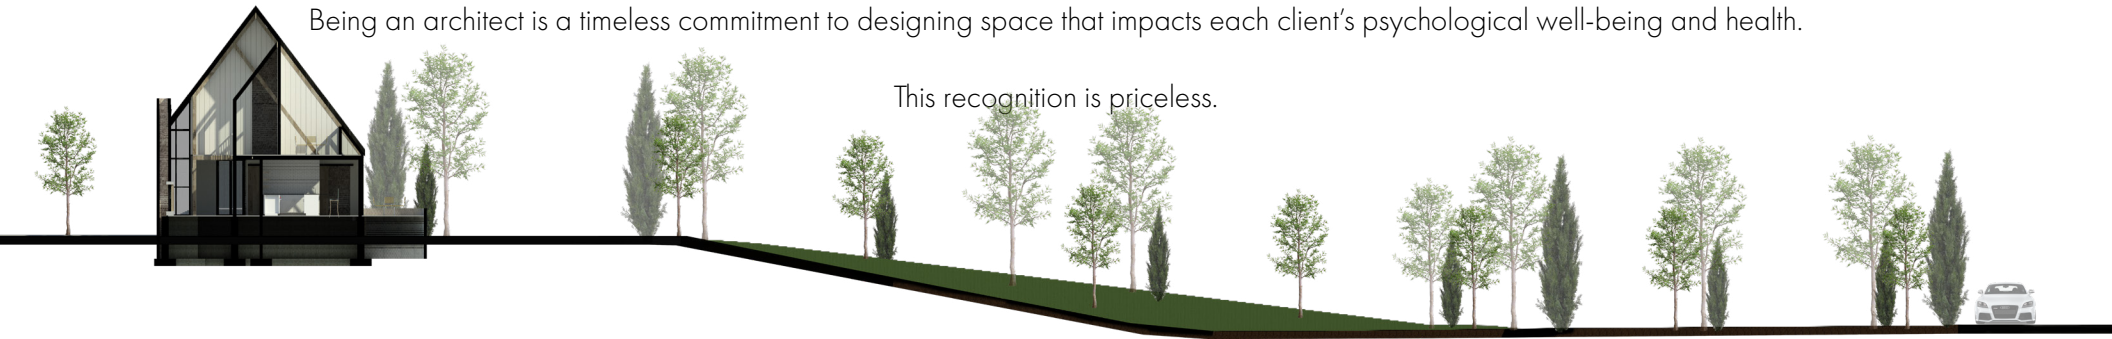 Being an architect is a timeless commitment to designing space that impacts each client’s psychological well-being and health.
This recognition is priceless.